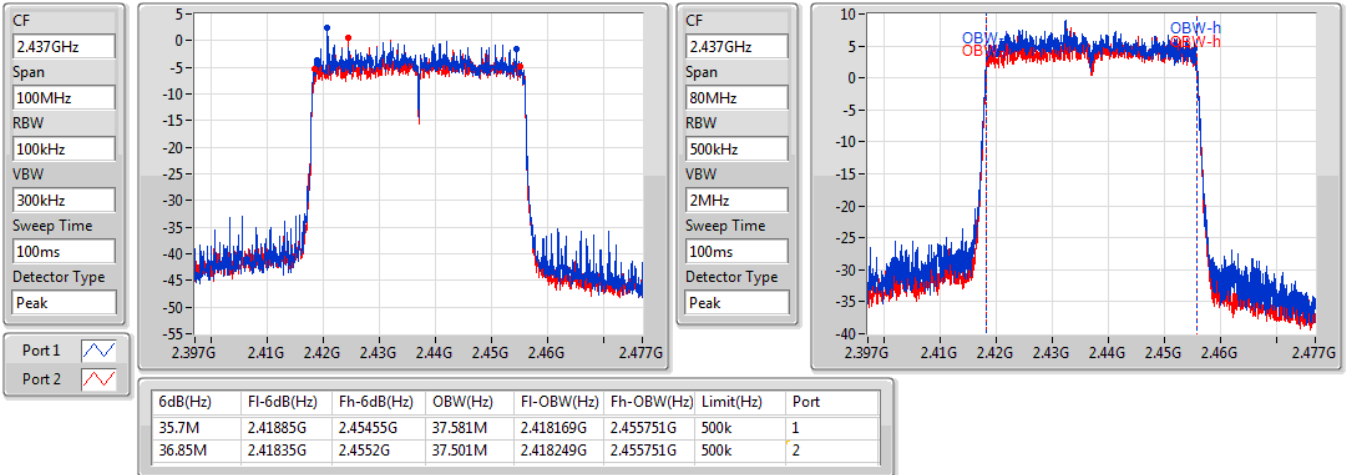 CF
2.437GHz
Span
100MHz
RBW
100kHz
VBW
300kHz
Sweep Time
100ms
Detector Type
Peak
Port 1
Port 2
5
0
-5
-10
-15
-20
-25
-30
-35
-40
-45
-50
-55
2.397G 2.41G 2.42G 2.43G 2.44G 2.45G 2.46G 2.477G
CF
2.437GHz
Span
80MHz
RBW
500kHz
VBW
2MHz
Sweep Time
100ms
Detector Type
Peak
10
5
0
-5
-10
-15
-20
-25
-30
-35
-40
OBW-h
OBW-h
2.397G 2.41G 2.42G 2.43G 2.44G 2.45G 2.46G 2.477G
6dB(Hz) Fl-6dB(Hz) Fh-6dB(Hz) OBW(Hz) Fl-OBW(Hz) Fh-OBW(Hz) Limit(Hz) Port
35.7M 2.41885G 2.45455G 37.581M 2.418169G 2.455751G 500k 1
36.85M 2.41835G 2.4552G 37.501M 2.418249G 2.455751G 500k 2